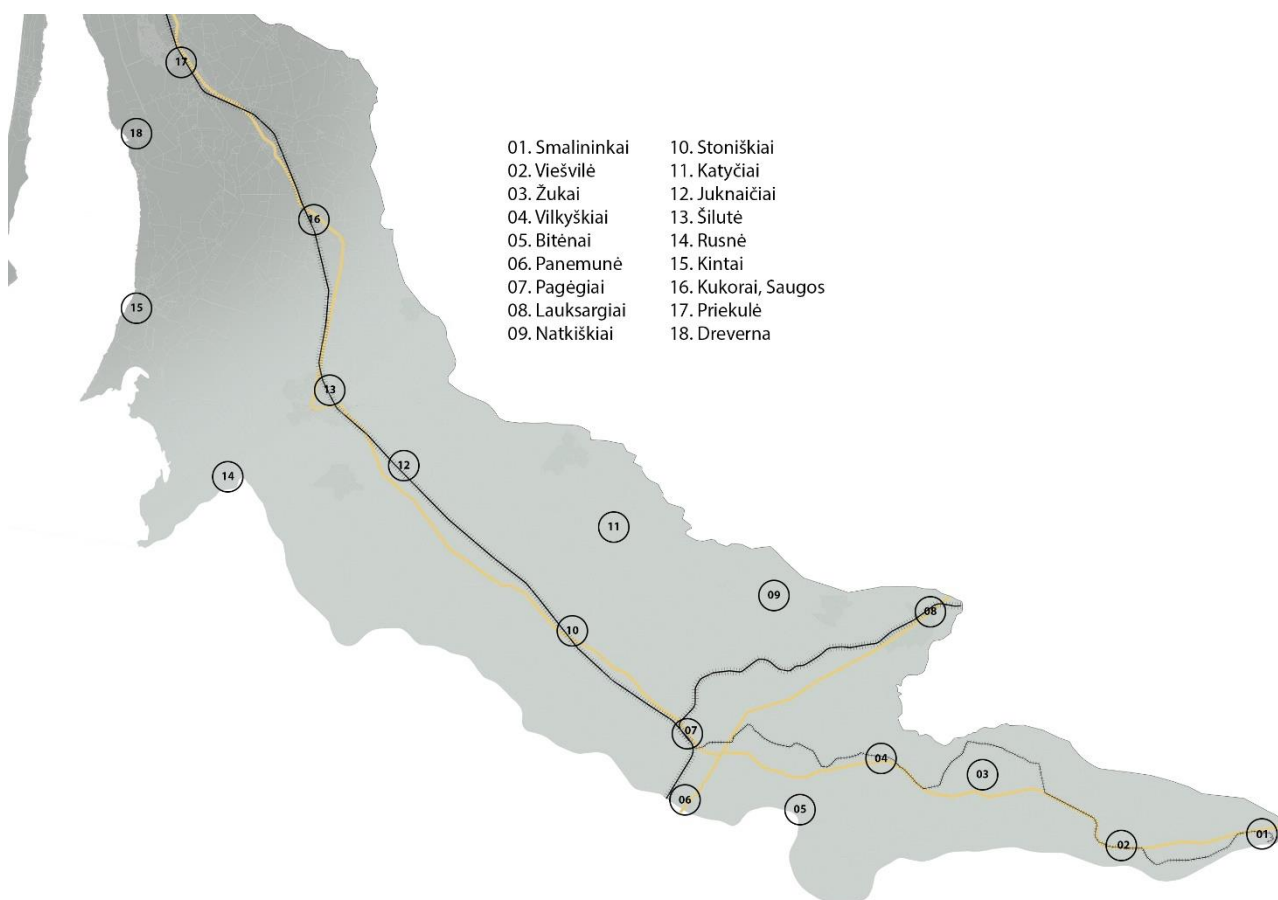 17
18
01. Smalininkai
02. Viešvilė
03. Žukai
04. Vilkyškiai
05. Bitėnai
06. Panemunė
07. Pagėgiai
08. Lauksargiai
09. Natkiškiai
10. Stoniškiai
11. Katyčiai
12. Juknaičiai
13. Šilutė
14. Rusnė
15. Kintai
16. Kukorai, Saugos
17. Priekulė
18. Dreverna
16
15
13
12
14
11
09
08
10
07
04
03
06
05
01
02